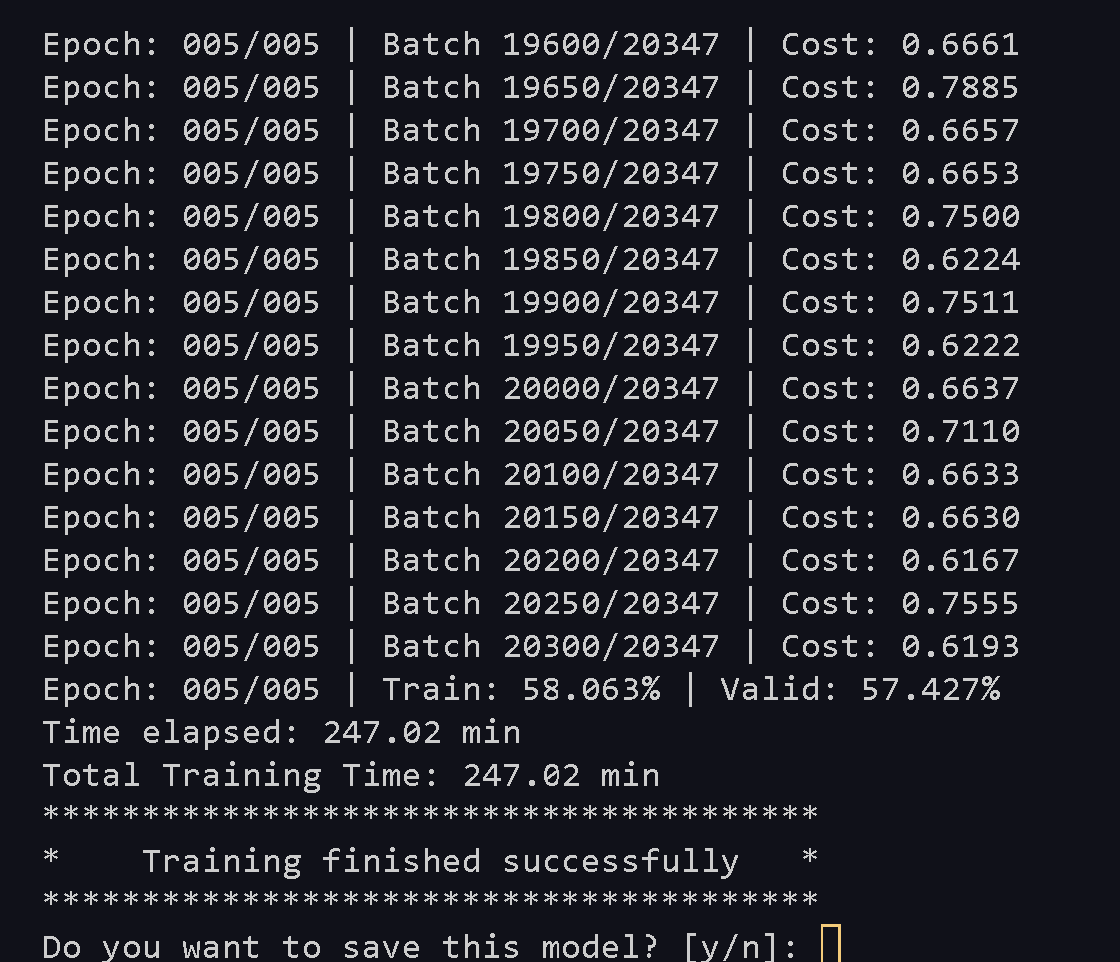 Epoch: 005/005 | Batch 19600/20347 | Cost: 0.6661
Epoch: 005/005 | Batch 19650/20347 | Cost: 0.7885
Epoch: 005/005 | Batch 19700/20347 | Cost: 0.6657
Epoch: 005/005 | Batch 19750/20347 | Cost: 0.6653
Epoch: 005/005 | Batch 19800/20347 | Cost: 0.7500
Epoch: 005/005 | Batch 19850/20347 | Cost: 0.6224
Epoch: 005/005 | Batch 19900/20347 | Cost: 0.7511
Epoch: 005/005 | Batch 19950/20347 | Cost: 0.6222
Epoch: 005/005 | Batch 20000/20347 | Cost: 0.6637
Epoch: 005/005 | Batch 20050/20347 | Cost: 0.7110
Epoch: 005/005 | Batch 20100/20347 | Cost: 0.6633
Epoch: 005/005 | Batch 20150/20347 | Cost: 0.6630
Epoch: 005/005 | Batch 20200/20347 | Cost: 0.6167
Epoch: 005/005 | Batch 20250/20347 | Cost: 0.7555
Epoch: 005/005 | Batch 20300/20347 | Cost: 0.6193
Epoch: 005/005 | Train: 58.063% | Valid: 57.427%
Time elapsed: 247.02 min
Total Training Time: 247.02 min
***************************************
*    Training finished successfully   *
***************************************
Do you want to save this model? [y/n]: